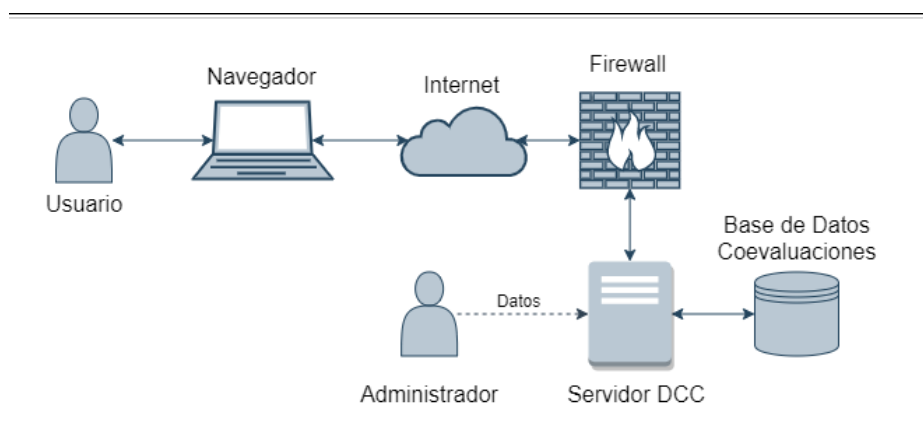 Navegador
Internet
Firewall
Usuario
Base de Datos
Coevaluaciones
Datos
Administrador
Servidor DCC